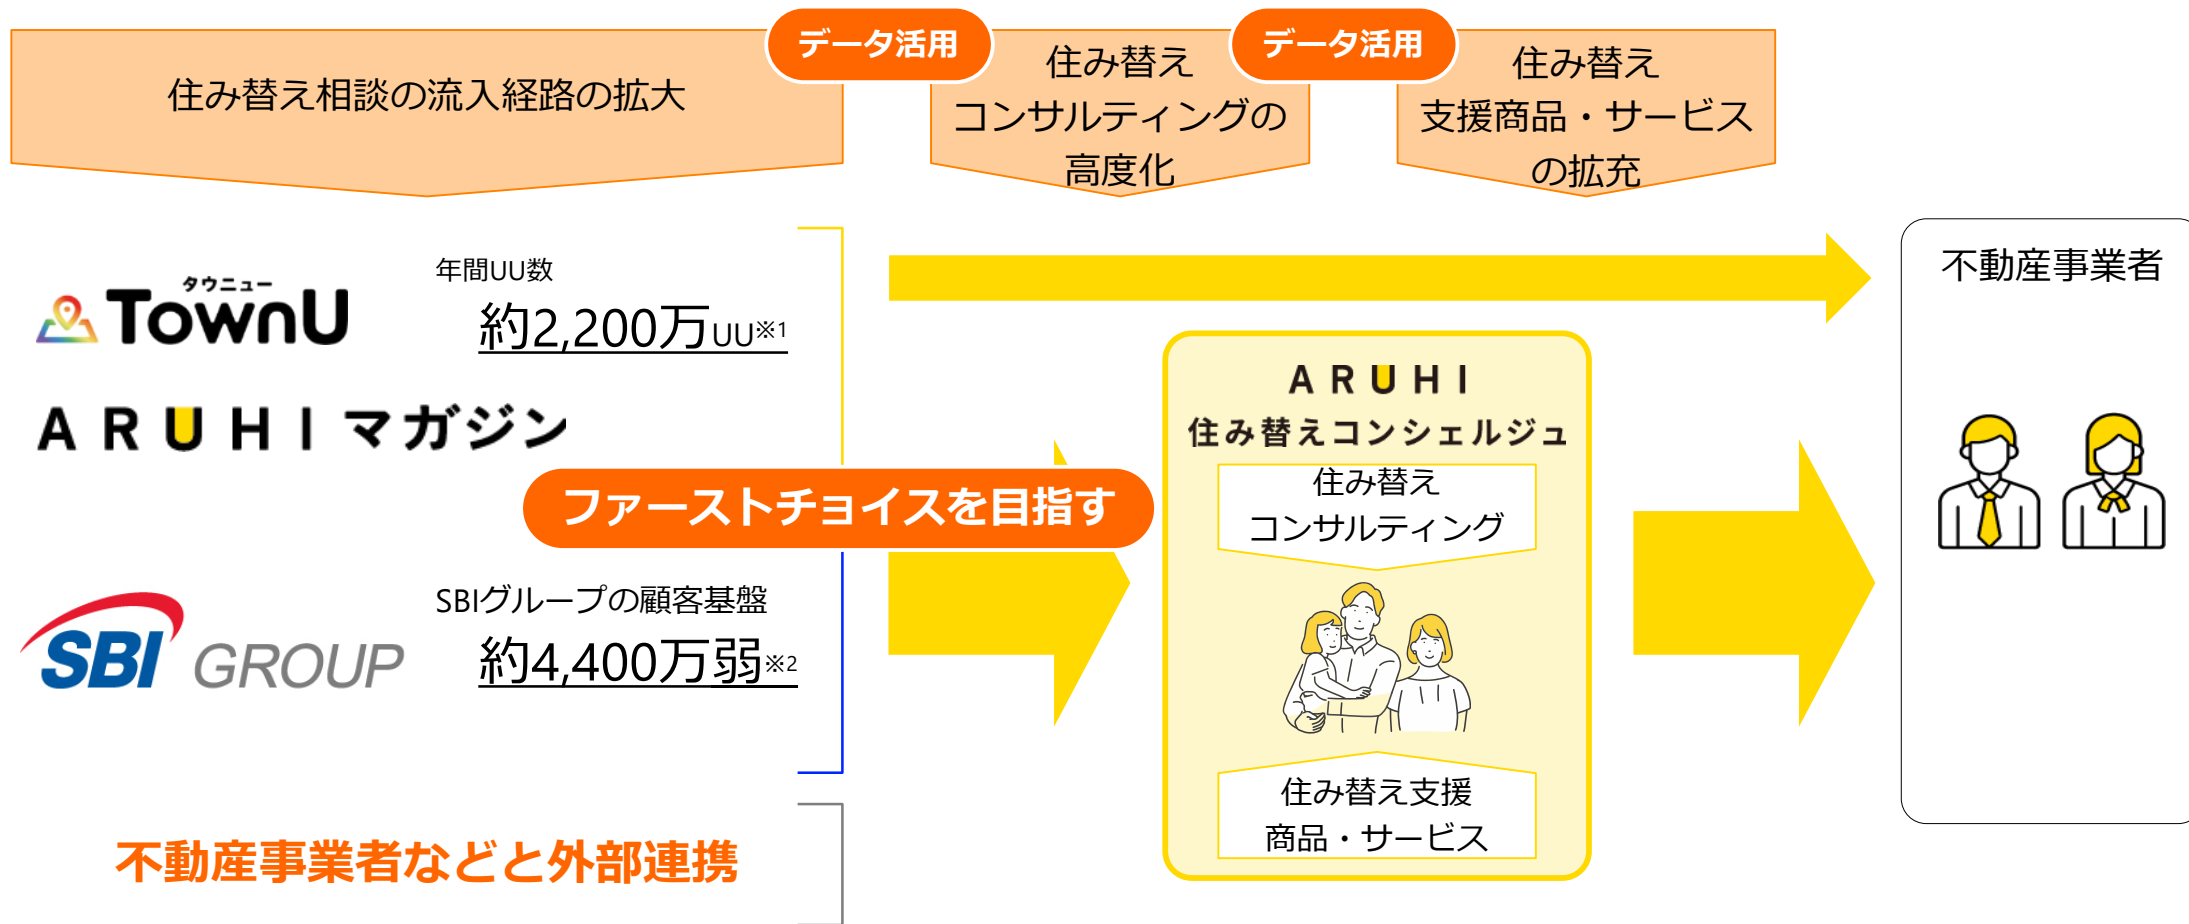 データ活用
データ活用
住み替え相談の流入経路の拡大
住み替え
コンサルティングの
高度化
住み替え
支援商品・サービス
の拡充
タウニュー
TownU
年間UU数
約2,200万UU※1
ARUHIマガジン
ファーストチョイスを目指す
SBI GROUP
SBIグループの顧客基盤
約4,400万弱※2
不動産事業者などと外部連携
ARUHI
住み替えコンシェルジュ
住み替え
コンサルティング
住み替え支援
商品・サービス
不動産事業者